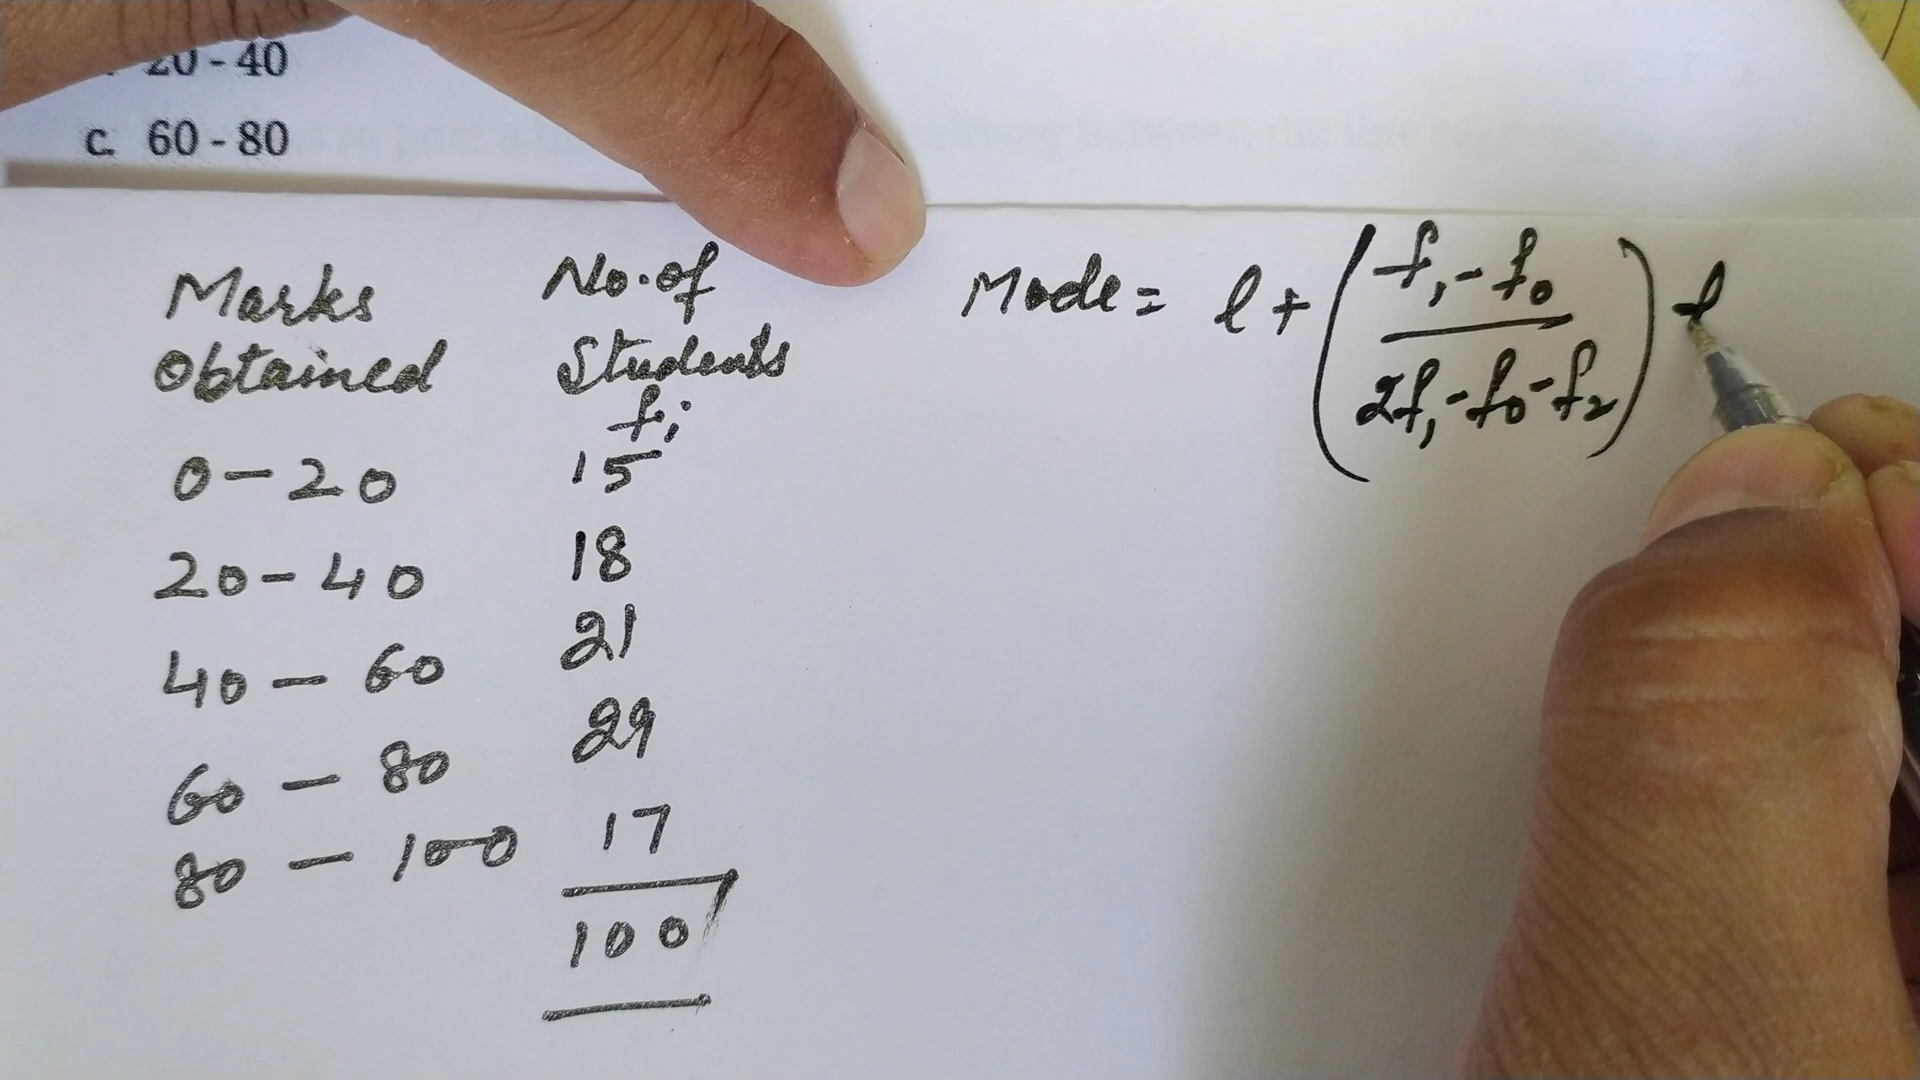 20 - 40
c. 60 - 80
Marks Obtained
No. of Students fi
0 - 20 15
20 - 40 18
40 - 60 21
60 - 80 29
80 - 100 17
100
Mode = l + ( f1 - f0 / 2f1 - f0 - f2 )